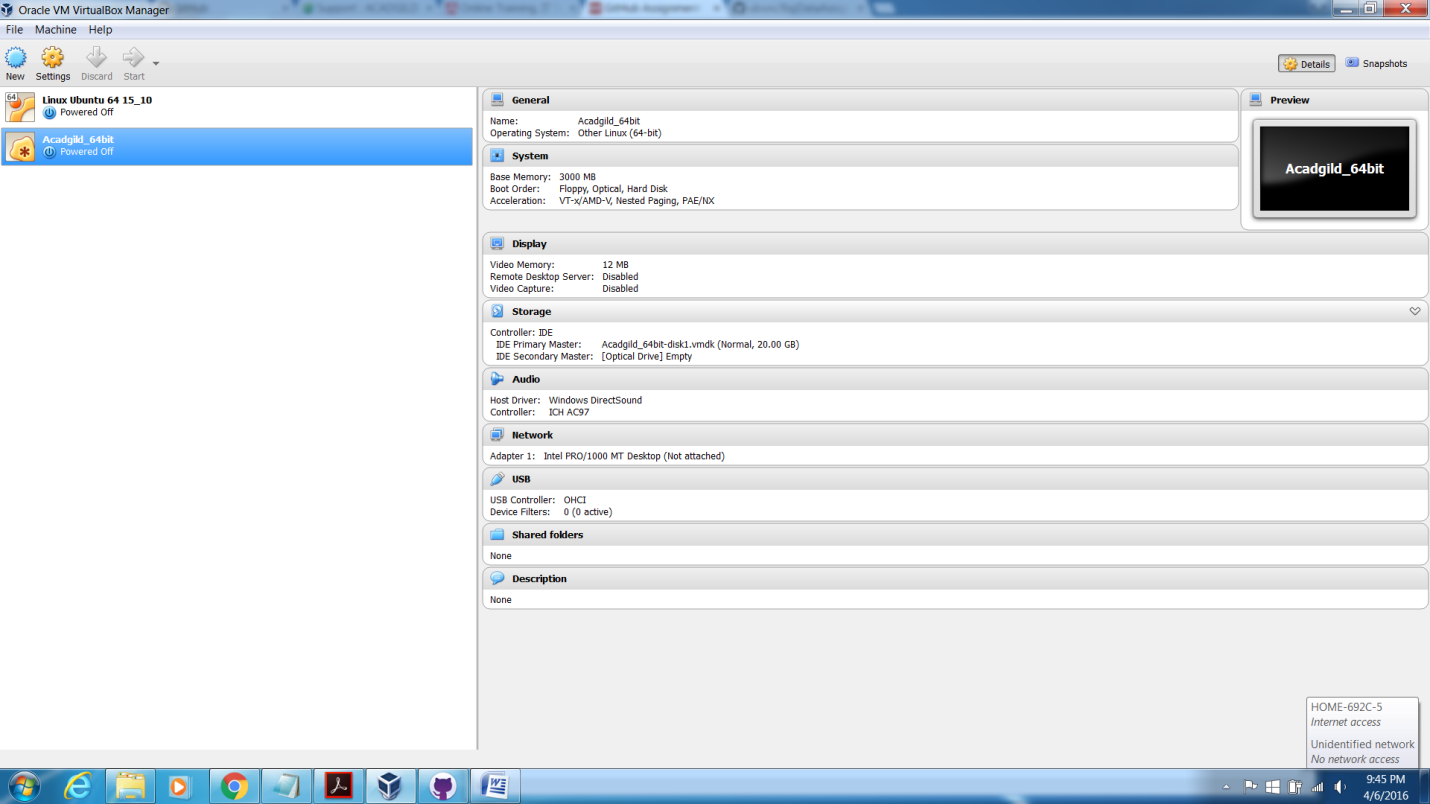 Oracle VM VirtualBox Manager
File Machine Help
New Settings Discard Start
Details Snapshots
64
Linux Ubuntu 64 15_10
Powered Off
Acadgild_64bit
Powered Off
General
Name: Acadgild_64bit
Operating System: Other Linux (64-bit)
System
Base Memory: 3000 MB
Boot Order: Floppy, Optical, Hard Disk
Acceleration: VT-x/AMD-V, Nested Paging, PAE/NX
Preview
Acadgild_64bit
Display
Video Memory: 12 MB
Remote Desktop Server: Disabled
Video Capture: Disabled
Storage
Controller: IDE
IDE Primary Master: Acadgild_64bit-disk1.vmdk (Normal, 20.00 GB)
IDE Secondary Master: [Optical Drive] Empty
Audio
Host Driver: Windows DirectSound
Controller: ICH AC97
Network
Adapter 1: Intel PRO/1000 MT Desktop (Not attached)
USB
USB Controller: OHCI
Device Filters: 0 (0 active)
Shared folders
None
Description
None
HOME-692C-5
Internet access
Unidentified network
No network access
9:45 PM
4/6/2016